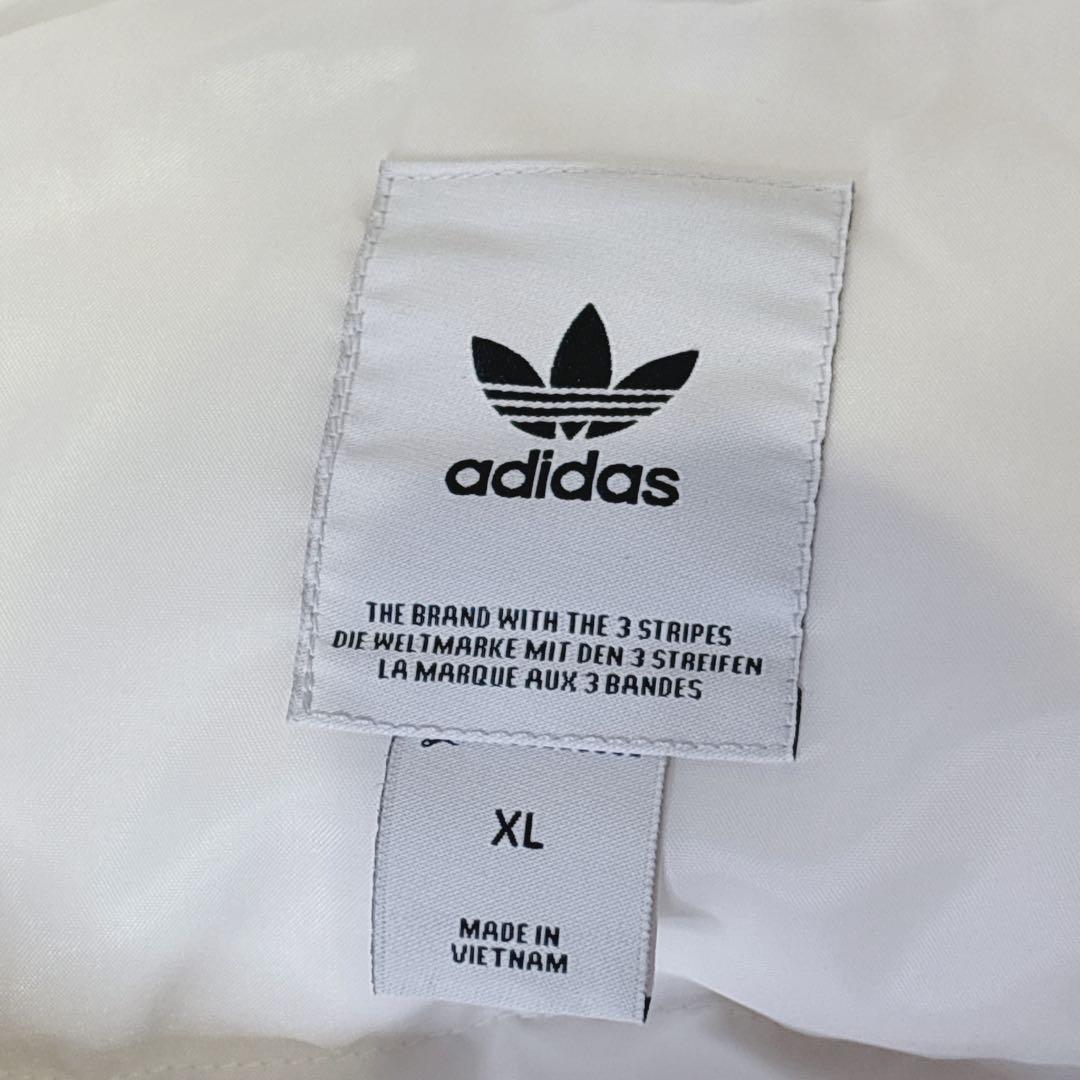 adidas
THE BRAND WITH THE 3 STRIPES
DIE WELTMARKE MIT DEN 3 STREIFEN
LA MARQUE AUX 3 BANDES
XL
MADE IN
VIETNAM